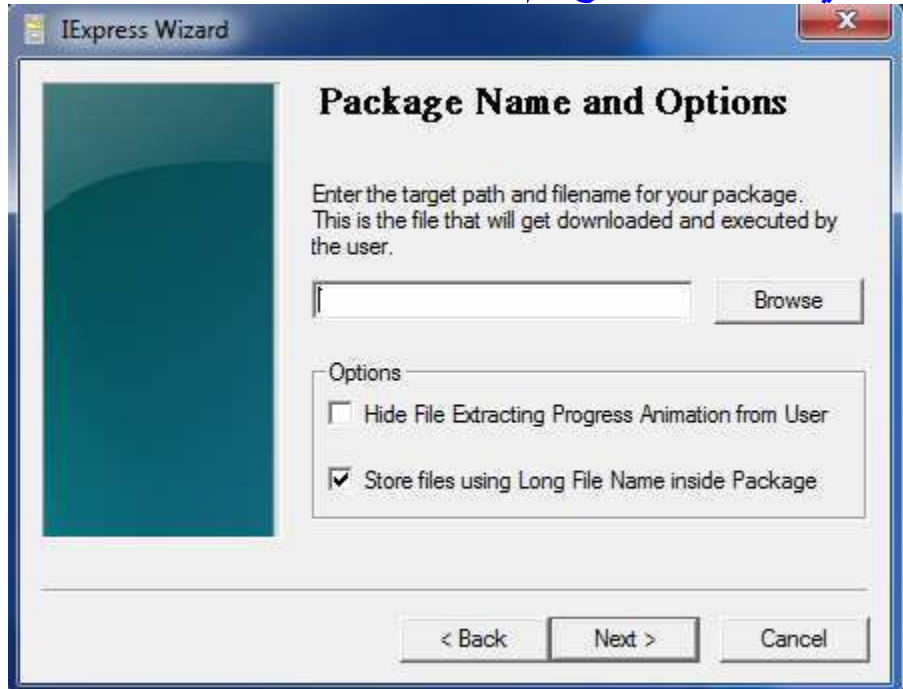 IExpress Wizard
Package Name and Options
Enter the target path and filename for your package.
This is the file that will get downloaded and executed by
the user.
Browse
Options
Hide File Extracting Progress Animation from User
Store files using Long File Name inside Package
< Back
Next >
Cancel